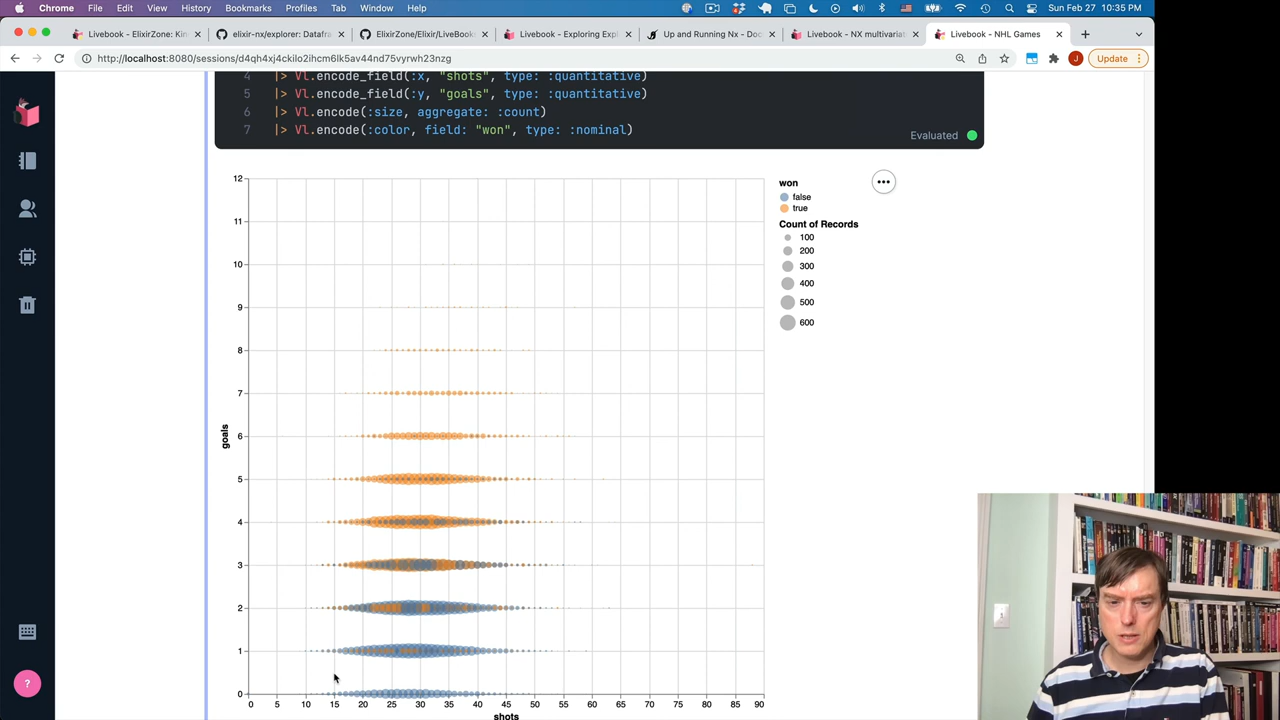 Chrome File Edit View History Bookmarks Profiles Tab Window Help Sun Feb 27 10:35 PM
Livebook - ElixirZone: Kin
elixir-nx/explorer: Datafra
ElixirZone/Elixir/LiveBook
Livebook - Exploring Expl
Up and Running Nx - Doc
Livebook - NX multivariat
Livebook - NHL Games
http://localhost:8080/sessions/d4qh4xj4ckilo2ihcm6lk5av44nd75vyrwh23nzg
J
Update
4 |> Vl.encode_field(:x, "shots", type: :quantitative)
5 |> Vl.encode_field(:y, "goals", type: :quantitative)
6 |> Vl.encode(:size, aggregate: :count)
7 |> Vl.encode(:color, field: "won", type: :nominal)
Evaluated
won
false
true
Count of Records
100
200
300
400
500
600
12
11
10
9
8
7
6
5
4
3
2
1
0
goals
0 5 10 15 20 25 30 35 40 45 50 55 60 65 70 75 80 85 90
shots
?